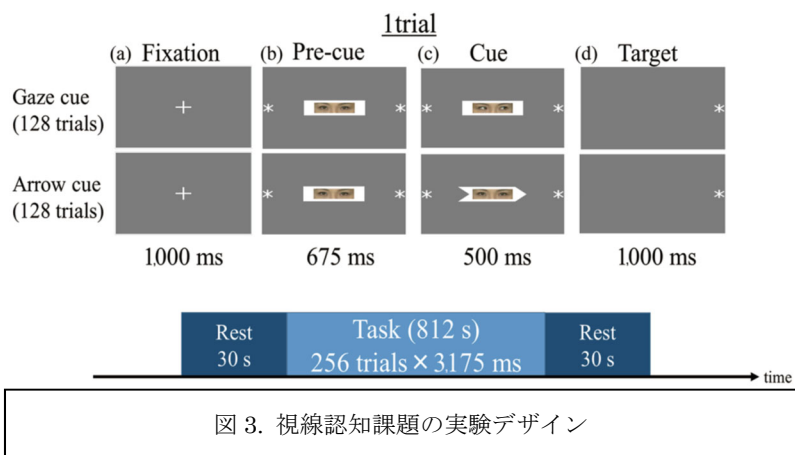 1trial
(a) Fixation (b) Pre-cue (c) Cue (d) Target
Gaze cue
(128 trials)
+ * * * * *
Arrow cue
(128 trials)
+ * * * * *
1,000 ms 675 ms 500 ms 1,000 ms
Rest
30 s
Task (812 s)
256 trials × 3,175 ms
Rest
30 s
time
図 3. 視線認知課題の実験デザイン